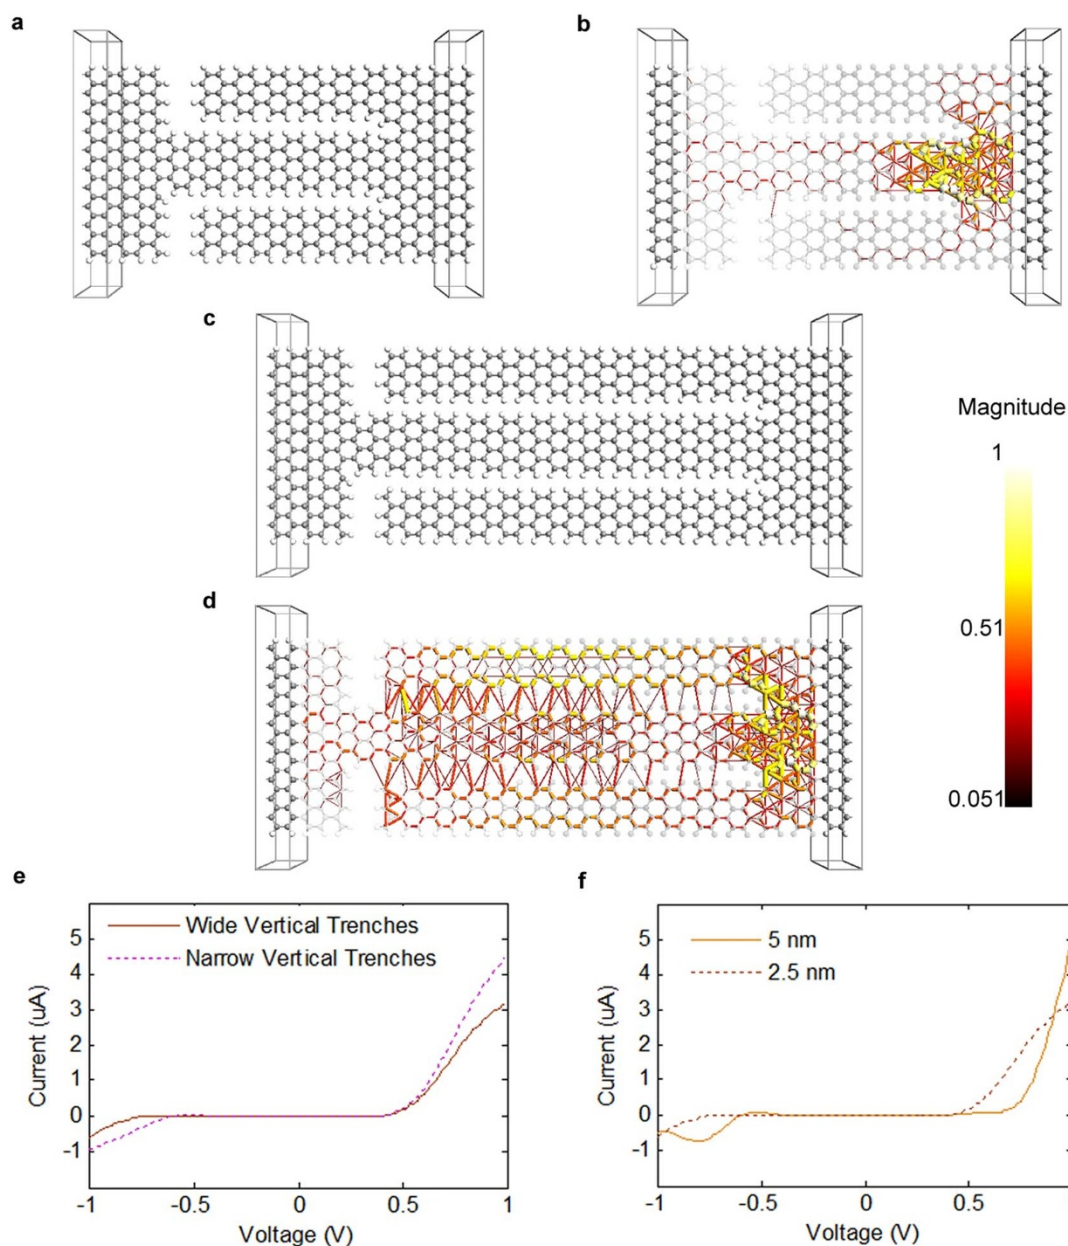 a
b
c
Magnitude
1
0.51
0.051
d
e
f
5
4
3
2
1
0
-1
Current (uA)
Wide Vertical Trenches
Narrow Vertical Trenches
-1
-0.5
0
0.5
1
Voltage (V)
5
4
3
2
1
0
-1
Current (uA)
5 nm
2.5 nm
-1
-0.5
0
0.5
1
Voltage (V)